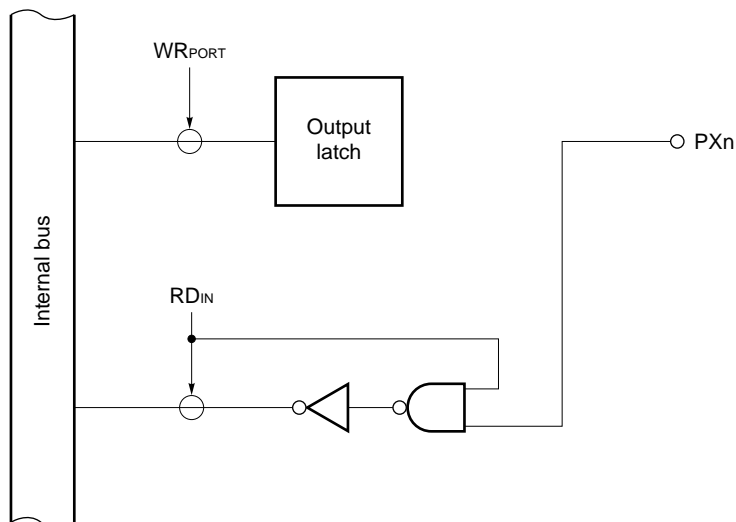 WRPORT
Output
latch
PXn
Internal bus
RDIN